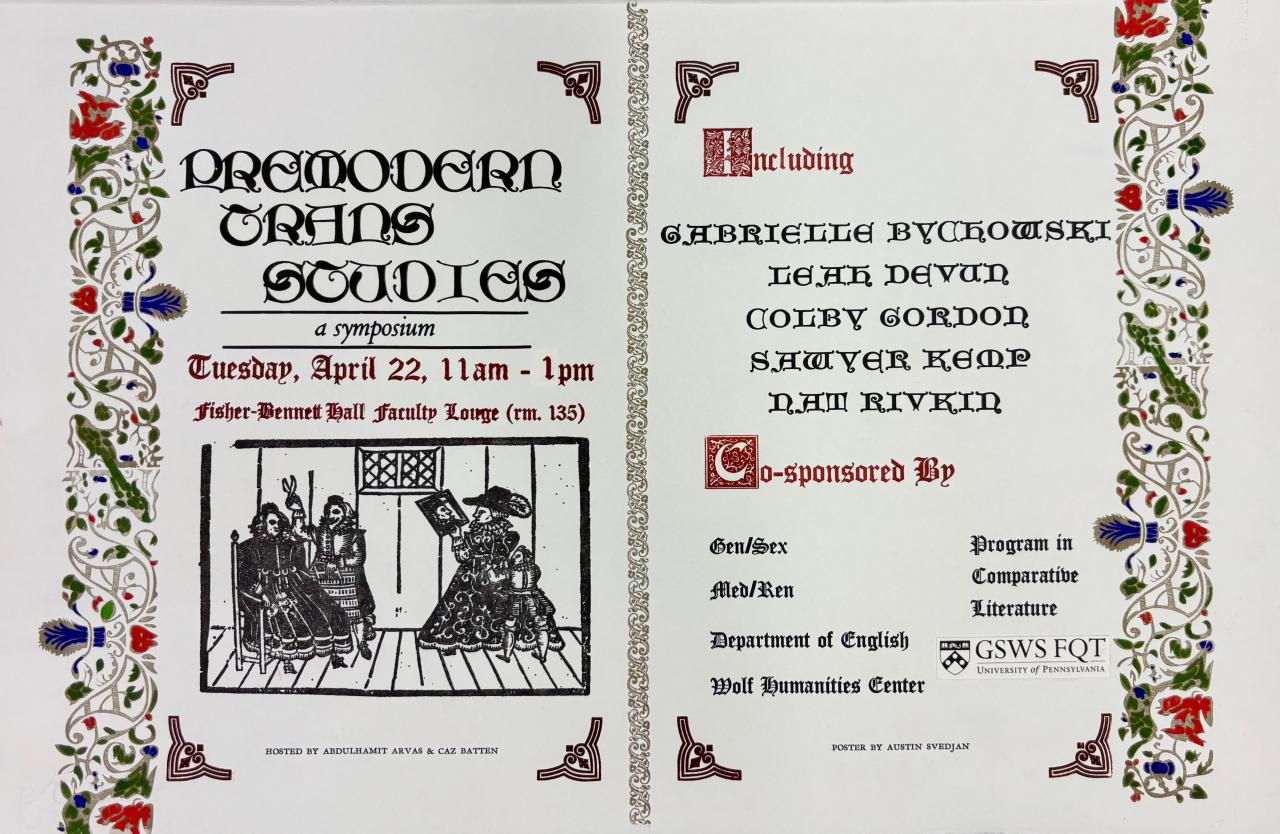 PREMODERN
TRANS
STUDIES
a symposium
Tuesday, April 22, 11am - 1pm
Fisher-Bennett Hall Faculty Louge (rm. 135)
HOSTED BY ABDULHAMIT ARVAS & CAZ BATTEN
Including
GABRIELLE BYCHOWSKI
LEAH DEVUN
COLBY GORDON
SAWYER KEMP
NAT RIVKIN
Co-sponsored By
Gen/Sex
Med/Ren
Department of English
Wolf Humanities Eenter
Program in
Comparative
Literature
GSWS FQT
UNIVERSITY OF PENNSYLVANIA
POSTER BY AUSTIN SVEDJAN